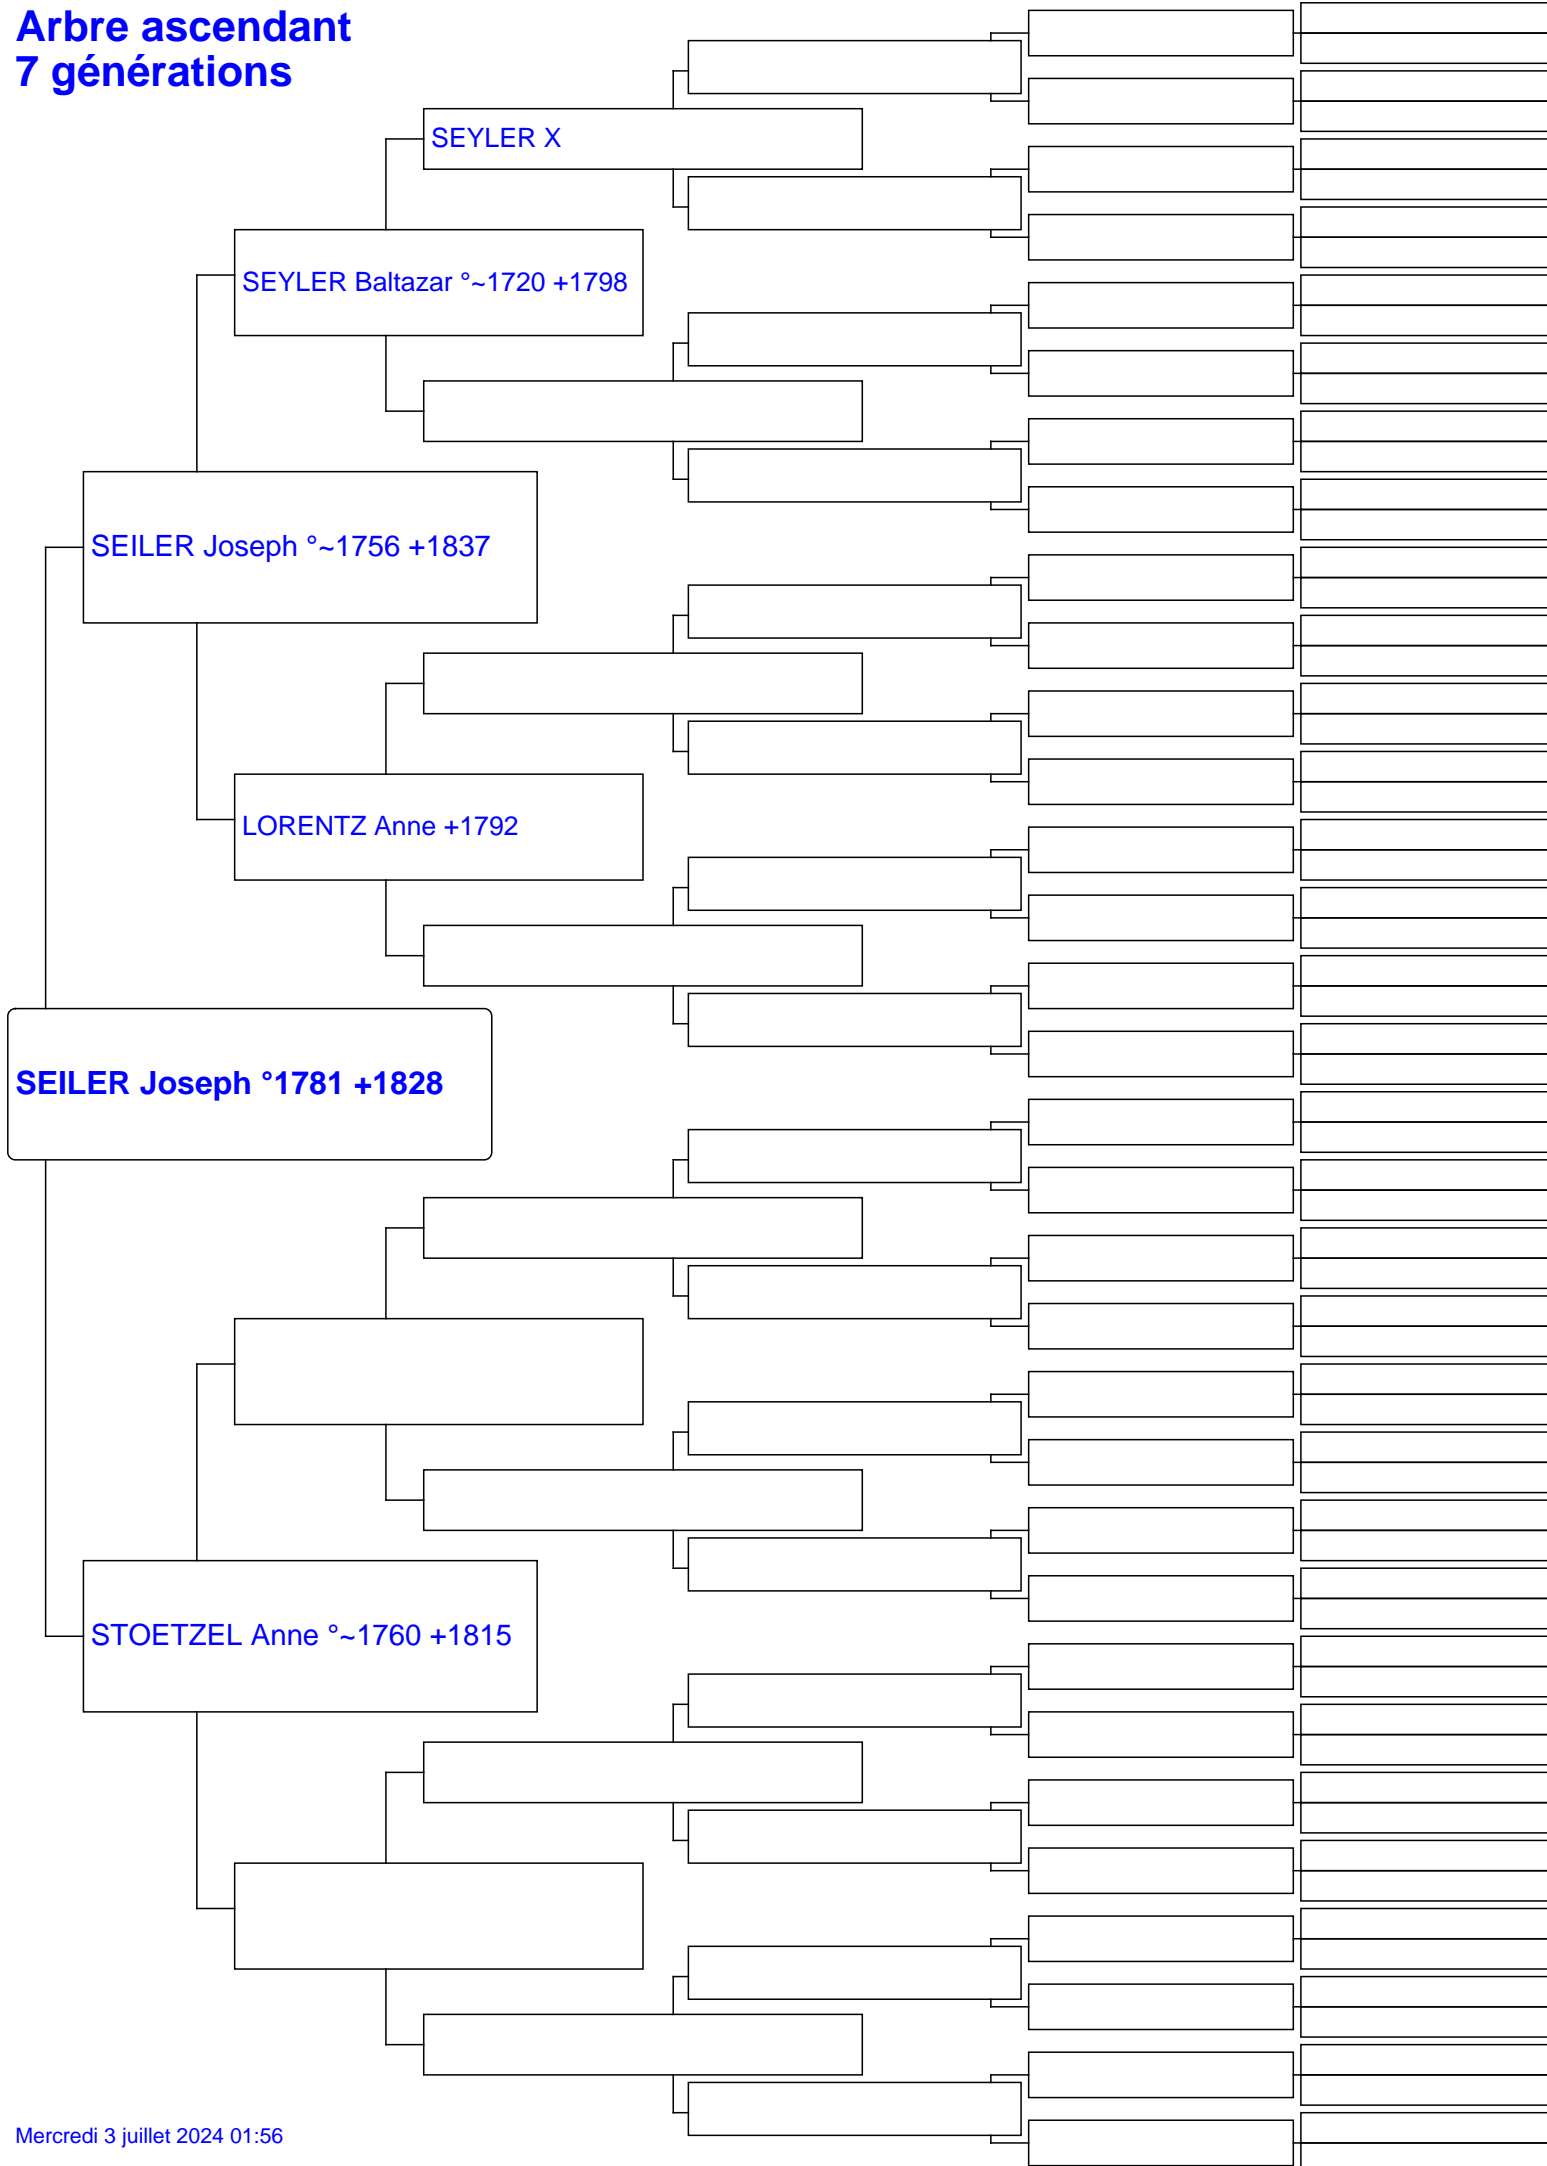 Arbre ascendant
7 générations
SEYLER X
SEYLER Baltazar °~1720 +1798
SEILER Joseph °~1756 +1837
LORENTZ Anne +1792
SEILER Joseph °1781 +1828
STOETZEL Anne °~1760 +1815
Mercredi 3 juillet 2024 01:56